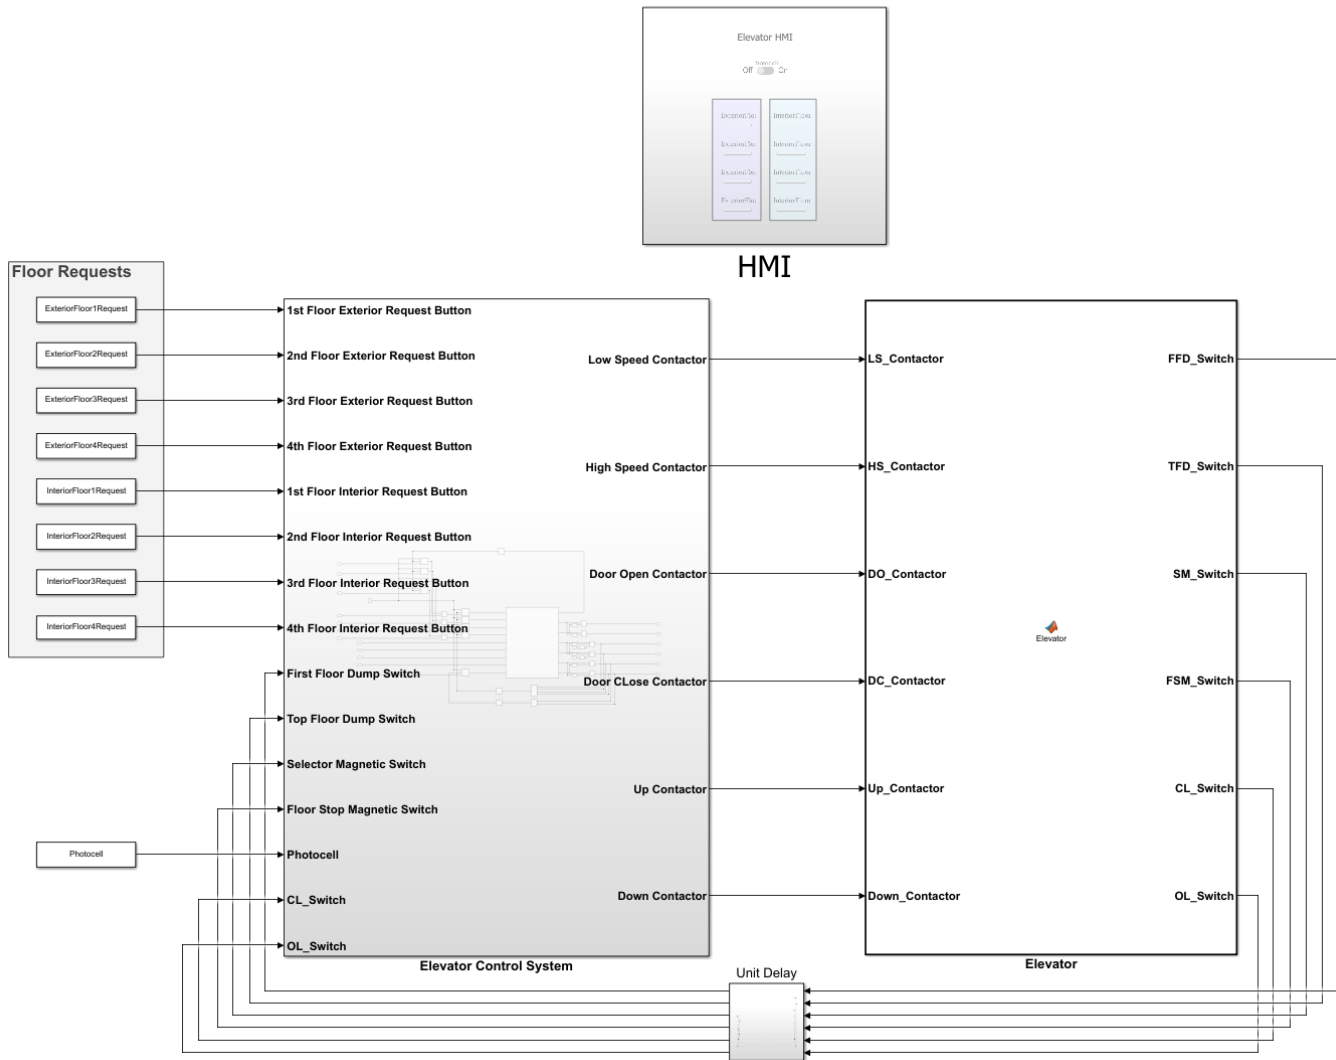 Elevator HMI
Off
On
HMI
Floor Requests
ExteriorFloor1Request
ExteriorFloor2Request
ExteriorFloor3Request
ExteriorFloor4Request
InteriorFloor1Request
InteriorFloor2Request
InteriorFloor3Request
InteriorFloor4Request
Photocell
1st Floor Exterior Request Button
2nd Floor Exterior Request Button
3rd Floor Exterior Request Button
4th Floor Exterior Request Button
1st Floor Interior Request Button
2nd Floor Interior Request Button
3rd Floor Interior Request Button
4th Floor Interior Request Button
First Floor Dump Switch
Top Floor Dump Switch
Selector Magnetic Switch
Floor Stop Magnetic Switch
Photocell
CL_Switch
OL_Switch
Low Speed Contactor
High Speed Contactor
Door Open Contactor
Door CLose Contactor
Up Contactor
Down Contactor
Elevator Control System
LS_Contactor
HS_Contactor
DO_Contactor
DC_Contactor
Up_Contactor
Down_Contactor
Elevator
FFD_Switch
TFD_Switch
SM_Switch
FSM_Switch
CL_Switch
OL_Switch
Elevator
Unit Delay